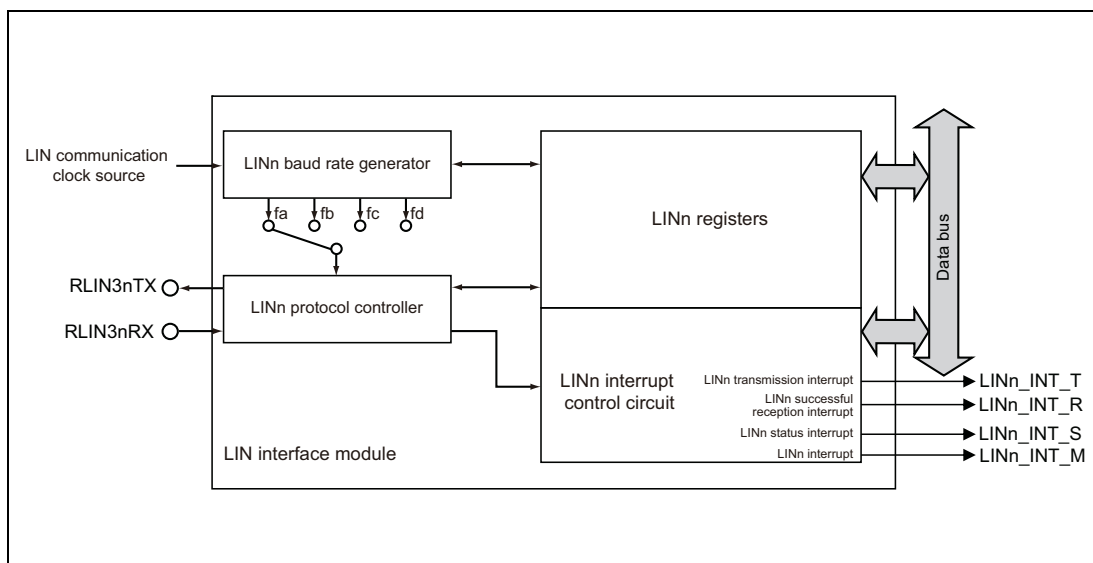 LIN communication
clock source
LINn baud rate generator
fa
fb
fc
fd
RLIN3nTX
RLIN3nRX
LINn protocol controller
LINn registers
Data bus
LINn interrupt
control circuit
LINn transmission interrupt
LINn successful
reception interrupt
LINn status interrupt
LINn interrupt
LINn_INT_T
LINn_INT_R
LINn_INT_S
LINn_INT_M
LIN interface module